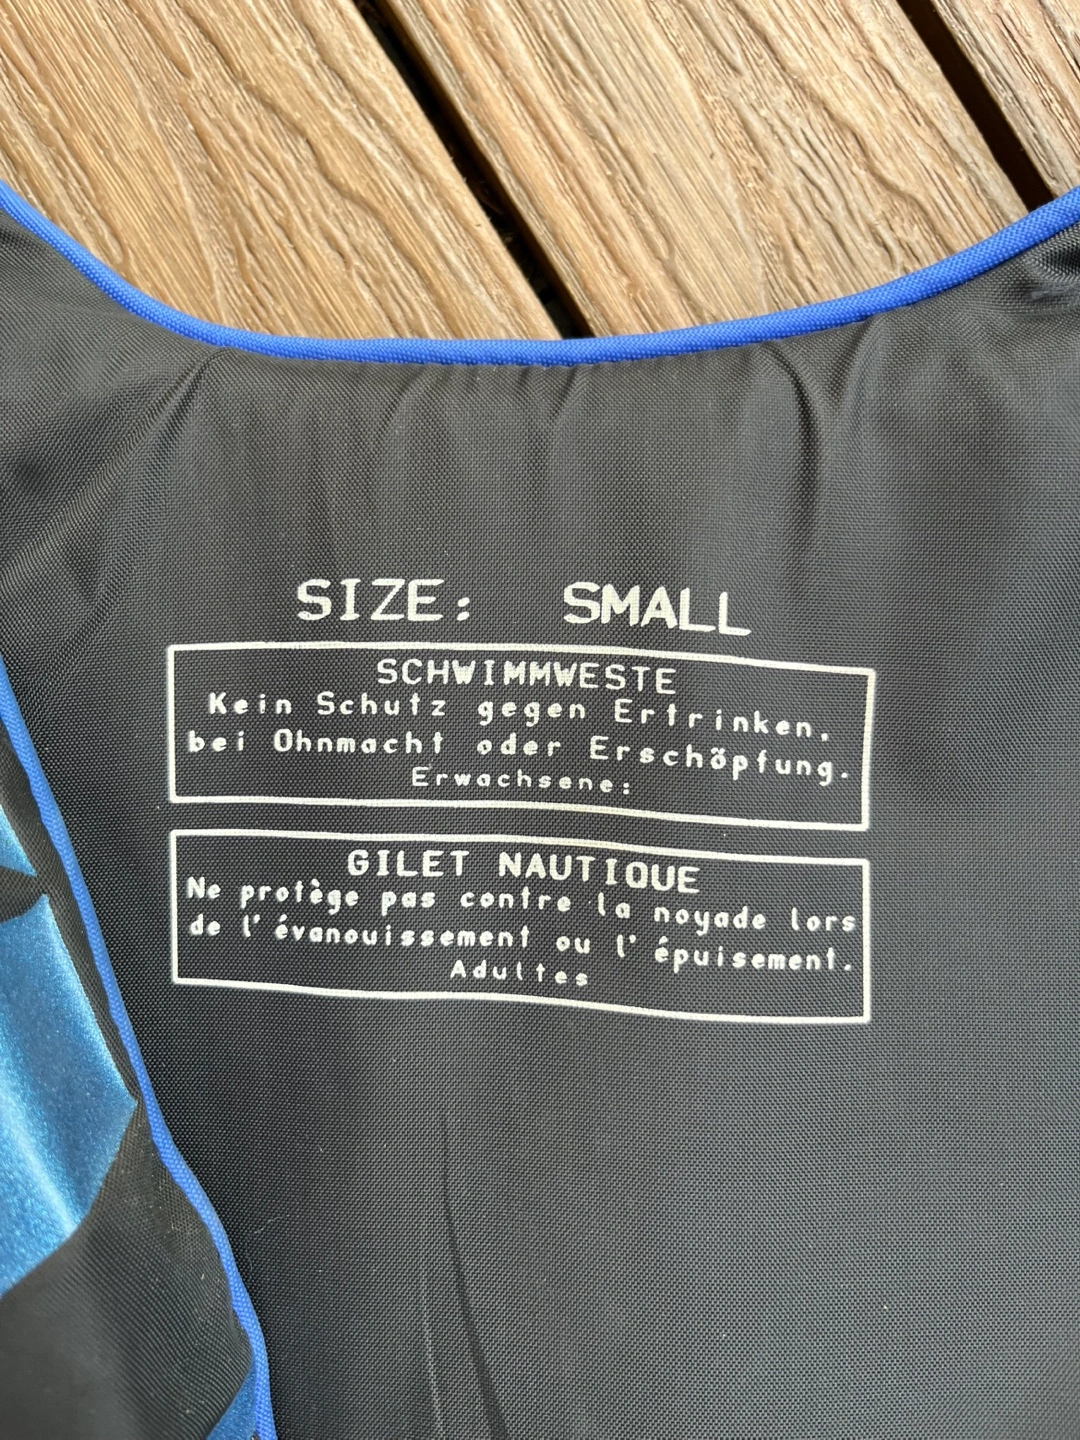 SIZE: SMALL
SCHWIMMWESTE
Kein Schutz gegen Ertrinken.
bei Ohnmacht oder Erschöpfung.
Erwachsene:
GILET NAUTIQUE
Ne protège pas contre la noyade lors
de l'évanouissement ou l'épuisement.
Adultes